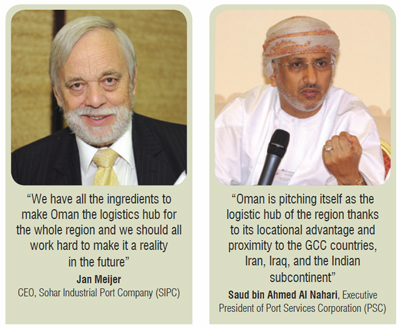 “We have all the ingredients to
make Oman the logistics hub for
the whole region and we should all
work hard to make it a reality
in the future”
Jan Meijer
CEO, Sohar Industrial Port Company (SIPC)
“Oman is pitching itself as the
logistic hub of the region thanks
to its locational advantage and
proximity to the GCC countries,
Iran, Iraq, and the Indian
subcontinent”
Saud bin Ahmed Al Nahari, Executive
President of Port Services Corporation (PSC)